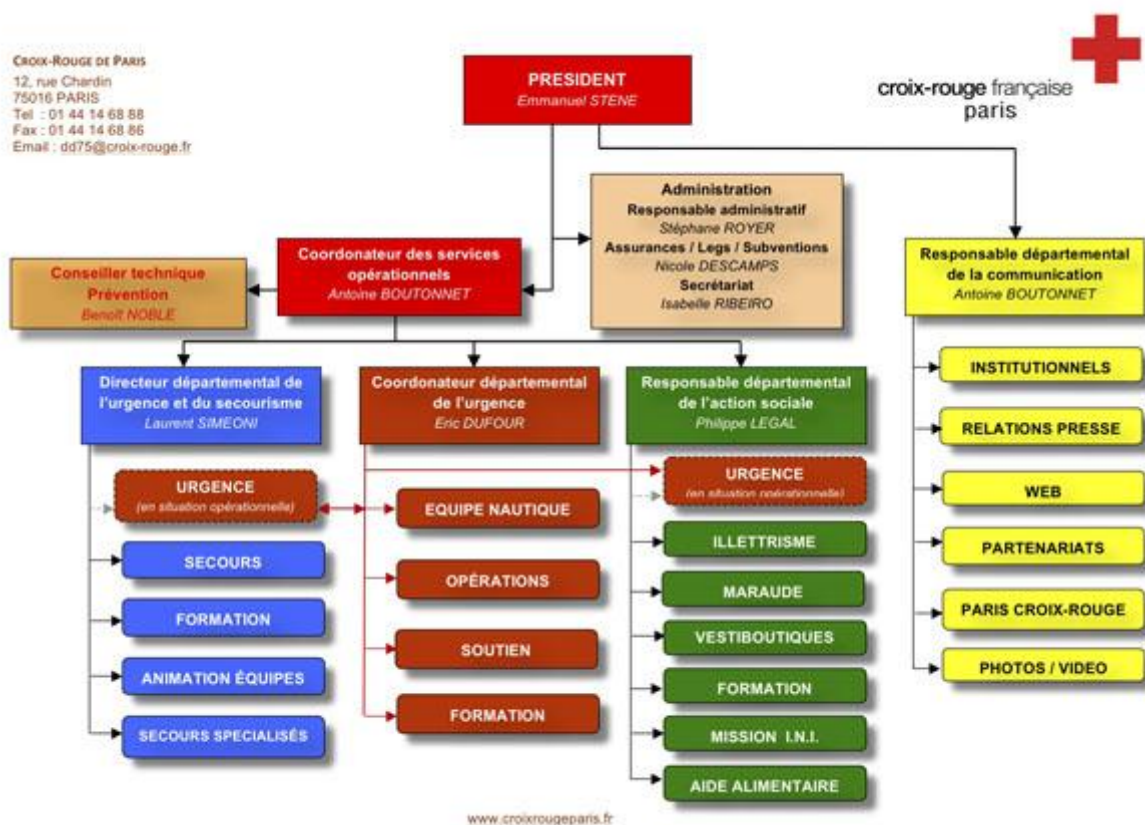 CROIX-ROUGE DE PARIS
12, rue Chardin
75016 PARIS
Tel : 01 44 14 68 88
Fax : 01 44 14 68 86
Email : dd75@croix-rouge.fr
PRESIDENT
Emmanuel STENE
croix-rouge française
paris
Administration
Responsable administratif
Stéphane ROYER
Assurances / Legs / Subventions
Nicole DESCAMPS
Secrétariat
Isabelle RIBEIRO
Coordonateur des services
opérationnels
Antoine BOUTONNET
Conseiller technique
Prévention
Benoît NOBLE
Responsable départemental
de la communication
Antoine BOUTONNET
Directeur départemental de
l'urgence et du secourisme
Laurent SIMEONI
URGENCE
(en situation opérationnelle)
SECOURS
FORMATION
ANIMATION ÉQUIPES
SECOURS SPECIALISÉS
Coordonateur départemental
de l'urgence
Eric DUFOUR
EQUIPE NAUTIQUE
OPÉRATIONS
SOUTIEN
FORMATION
Responsable départemental
de l'action sociale
Philippe LEGAL
URGENCE
(en situation opérationnelle)
ILLETTRISME
MARAUDE
VESTIBOUTIQUES
FORMATION
MISSION I.N.I.
AIDE ALIMENTAIRE
INSTITUTIONNELS
RELATIONS PRESSE
WEB
PARTENARIATS
PARIS CROIX-ROUGE
PHOTOS / VIDEO
www.croixrougeparis.fr